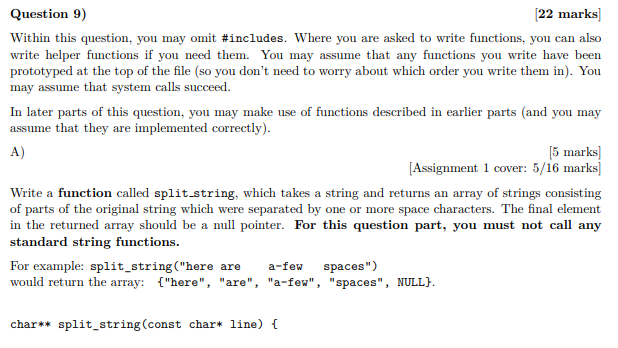 Question 9) [22 marks]
Within this question, you may omit #includes. Where you are asked to write functions, you can also
write helper functions if you need them. You may assume that any functions you write have been
prototyped at the top of the file (so you don't need to worry about which order you write them in). You
may assume that system calls succeed.
In later parts of this question, you may make use of functions described in earlier parts (and you may
assume that they are implemented correctly).
A) [5 marks]
[Assignment 1 cover: 5/16 marks]
Write a function called split_string, which takes a string and returns an array of strings consisting
of parts of the original string which were separated by one or more space characters. The final element
in the returned array should be a null pointer. For this question part, you must not call any
standard string functions.
For example: split_string("here are    a-few   spaces")
would return the array: {"here", "are", "a-few", "spaces", NULL}.
char** split_string(const char* line) {